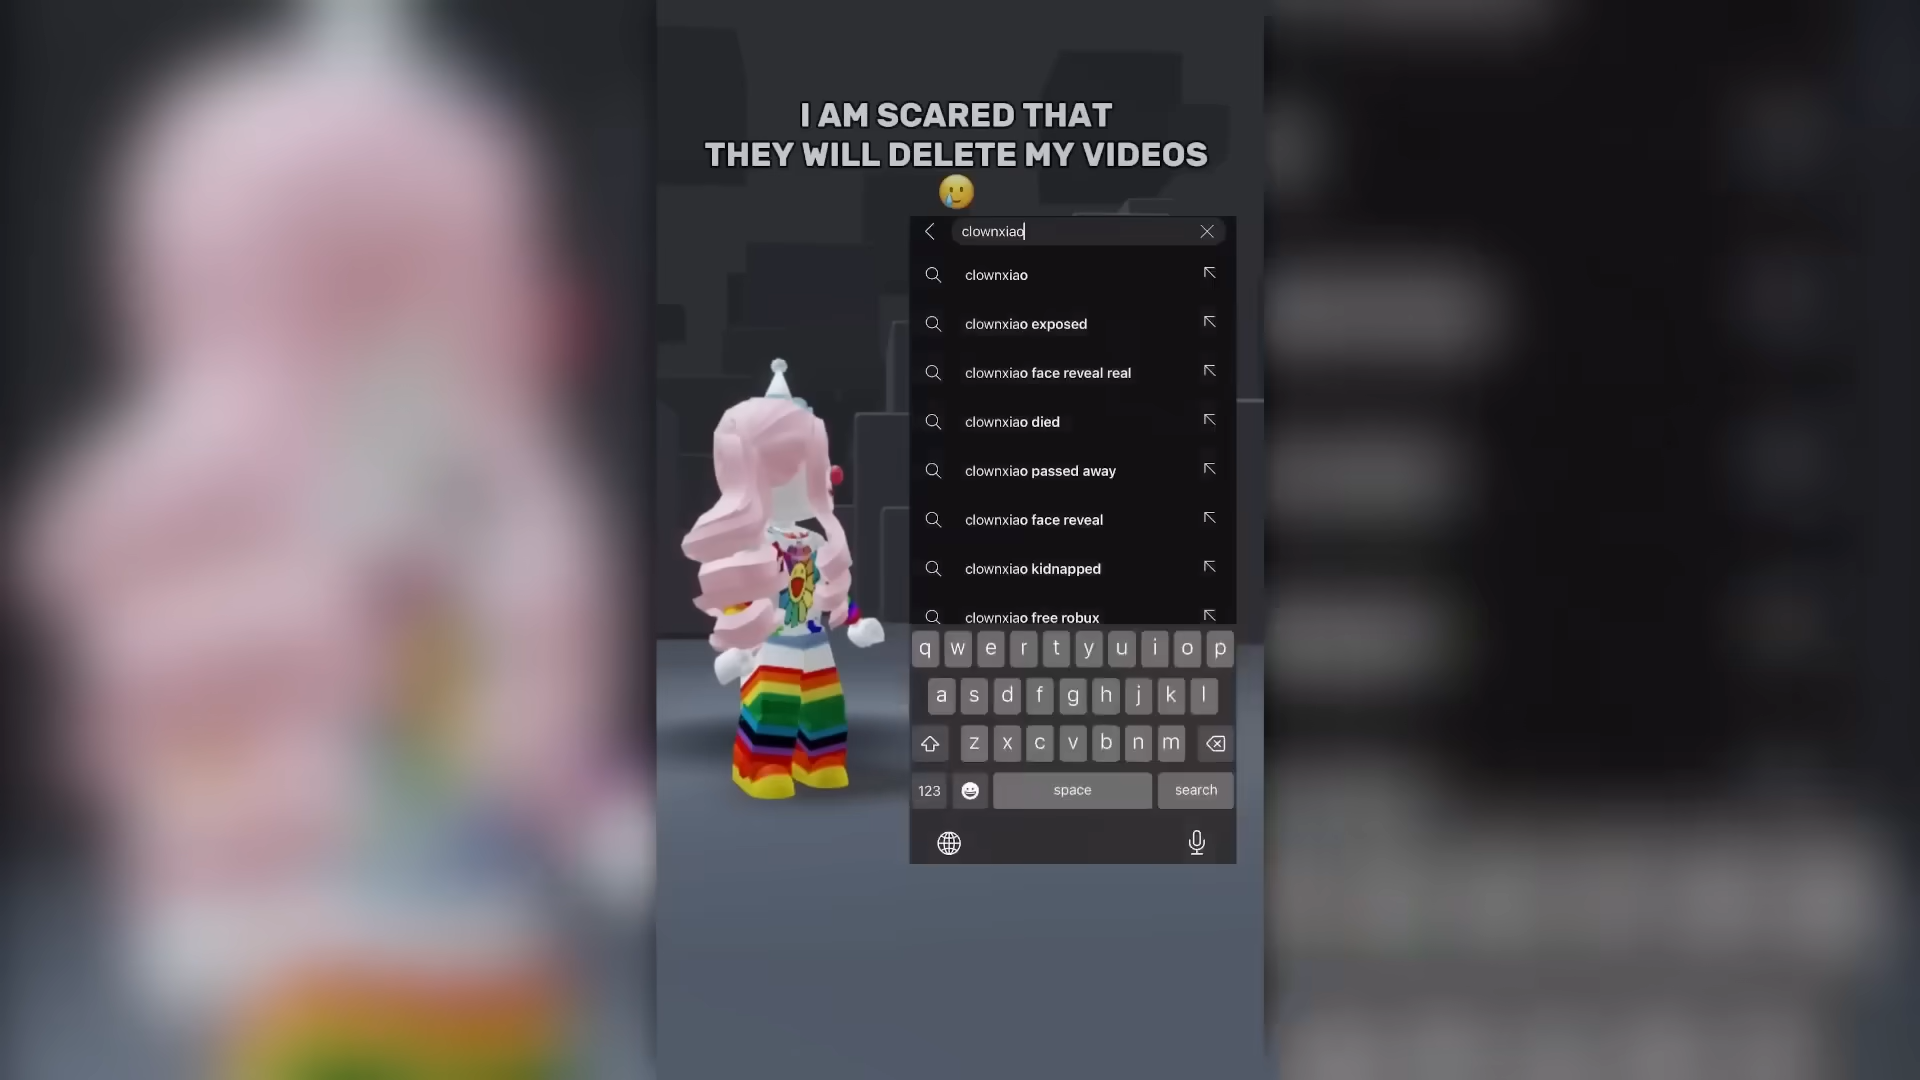 I AM SCARED THAT
THEY WILL DELETE MY VIDEOS
🥲
clownxiao
clownxiao
clownxiao exposed
clownxiao face reveal real
clownxiao died
clownxiao passed away
clownxiao face reveal
clownxiao kidnapped
clownxiao free robux
q w e r t y u i o p
a s d f g h j k l
z x c v b n m
123 space search